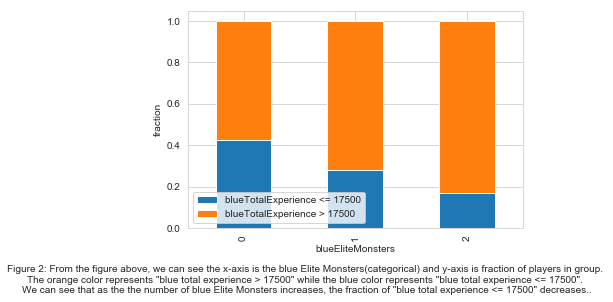 1.0
0.8
0.6
0.4
0.2
0.0
fraction
blueTotalExperience <= 17500
blueTotalExperience > 17500
0
1
2
blueEliteMonsters
Figure 2: From the figure above, we can see the x-axis is the blue Elite Monsters(categorical) and y-axis is fraction of players in group.
The orange color represents "blue total experience > 17500" while the blue color represents "blue total experience <= 17500".
We can see that as the the number of blue Elite Monsters increases, the fraction of "blue total experience <= 17500" decreases..